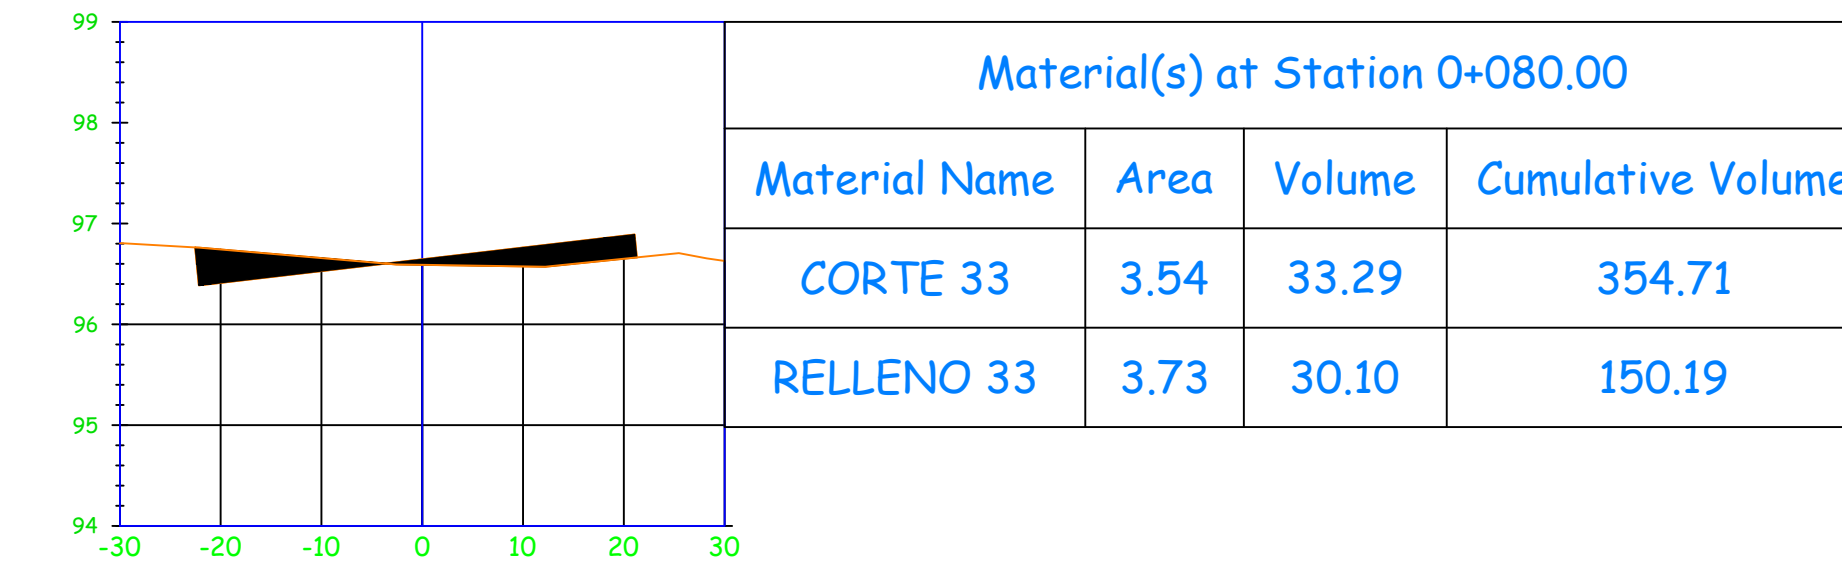 99
98
97
96
95
94
-30 -20 -10 0 10 20 30
Material(s) at Station 0+080.00
Material Name Area Volume Cumulative Volume
CORTE 33 3.54 33.29 354.71
RELLENO 33 3.73 30.10 150.19